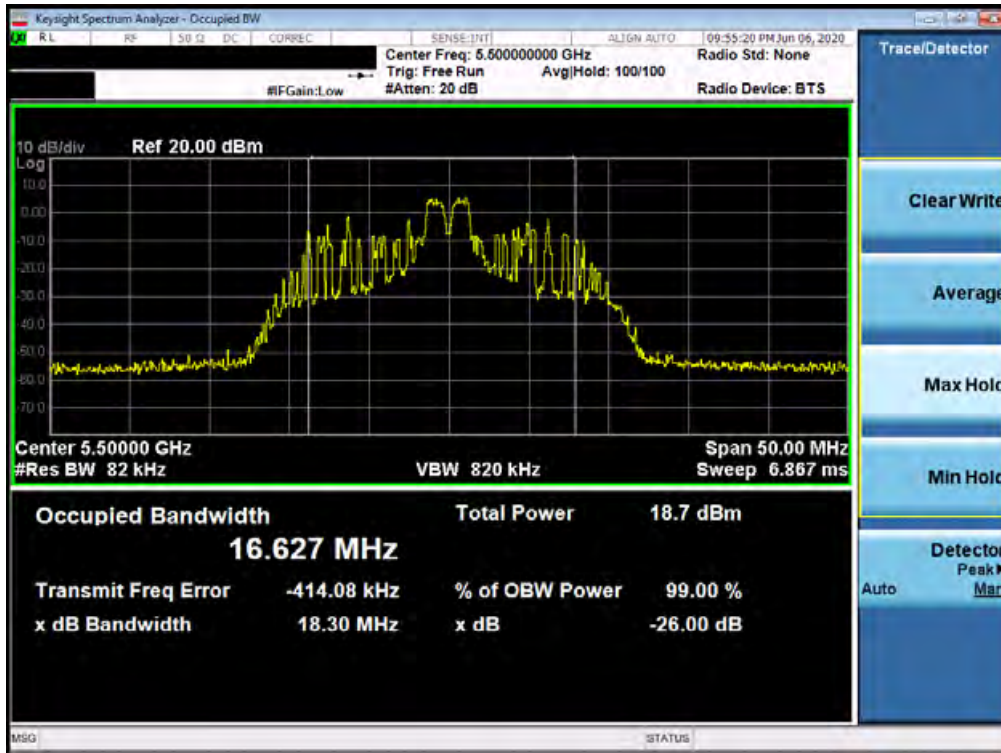 Keysight Spectrum Analyzer - Occupied BW
RL RF 50 Ω DC CORREC SENSE:INT ALIGN AUTO 09:55:20 PM Jun 06, 2020
Center Freq: 5.500000000 GHz Radio Std: None
Trig: Free Run Avg|Hold: 100/100
#IFGain:Low #Atten: 20 dB Radio Device: BTS
Trace/Detector
10 dB/div Ref 20.00 dBm
Log
10.0
0.00
-10.0
-20.0
-30.0
-40.0
-50.0
-60.0
-70.0
Center 5.50000 GHz Span 50.00 MHz
#Res BW 82 kHz VBW 820 kHz Sweep 6.867 ms
Occupied Bandwidth Total Power 18.7 dBm
16.627 MHz
Transmit Freq Error -414.08 kHz % of OBW Power 99.00 %
x dB Bandwidth 18.30 MHz x dB -26.00 dB
Clear Write
Average
Max Hold
Min Hold
Detector
Peak
Auto Man
MSG STATUS